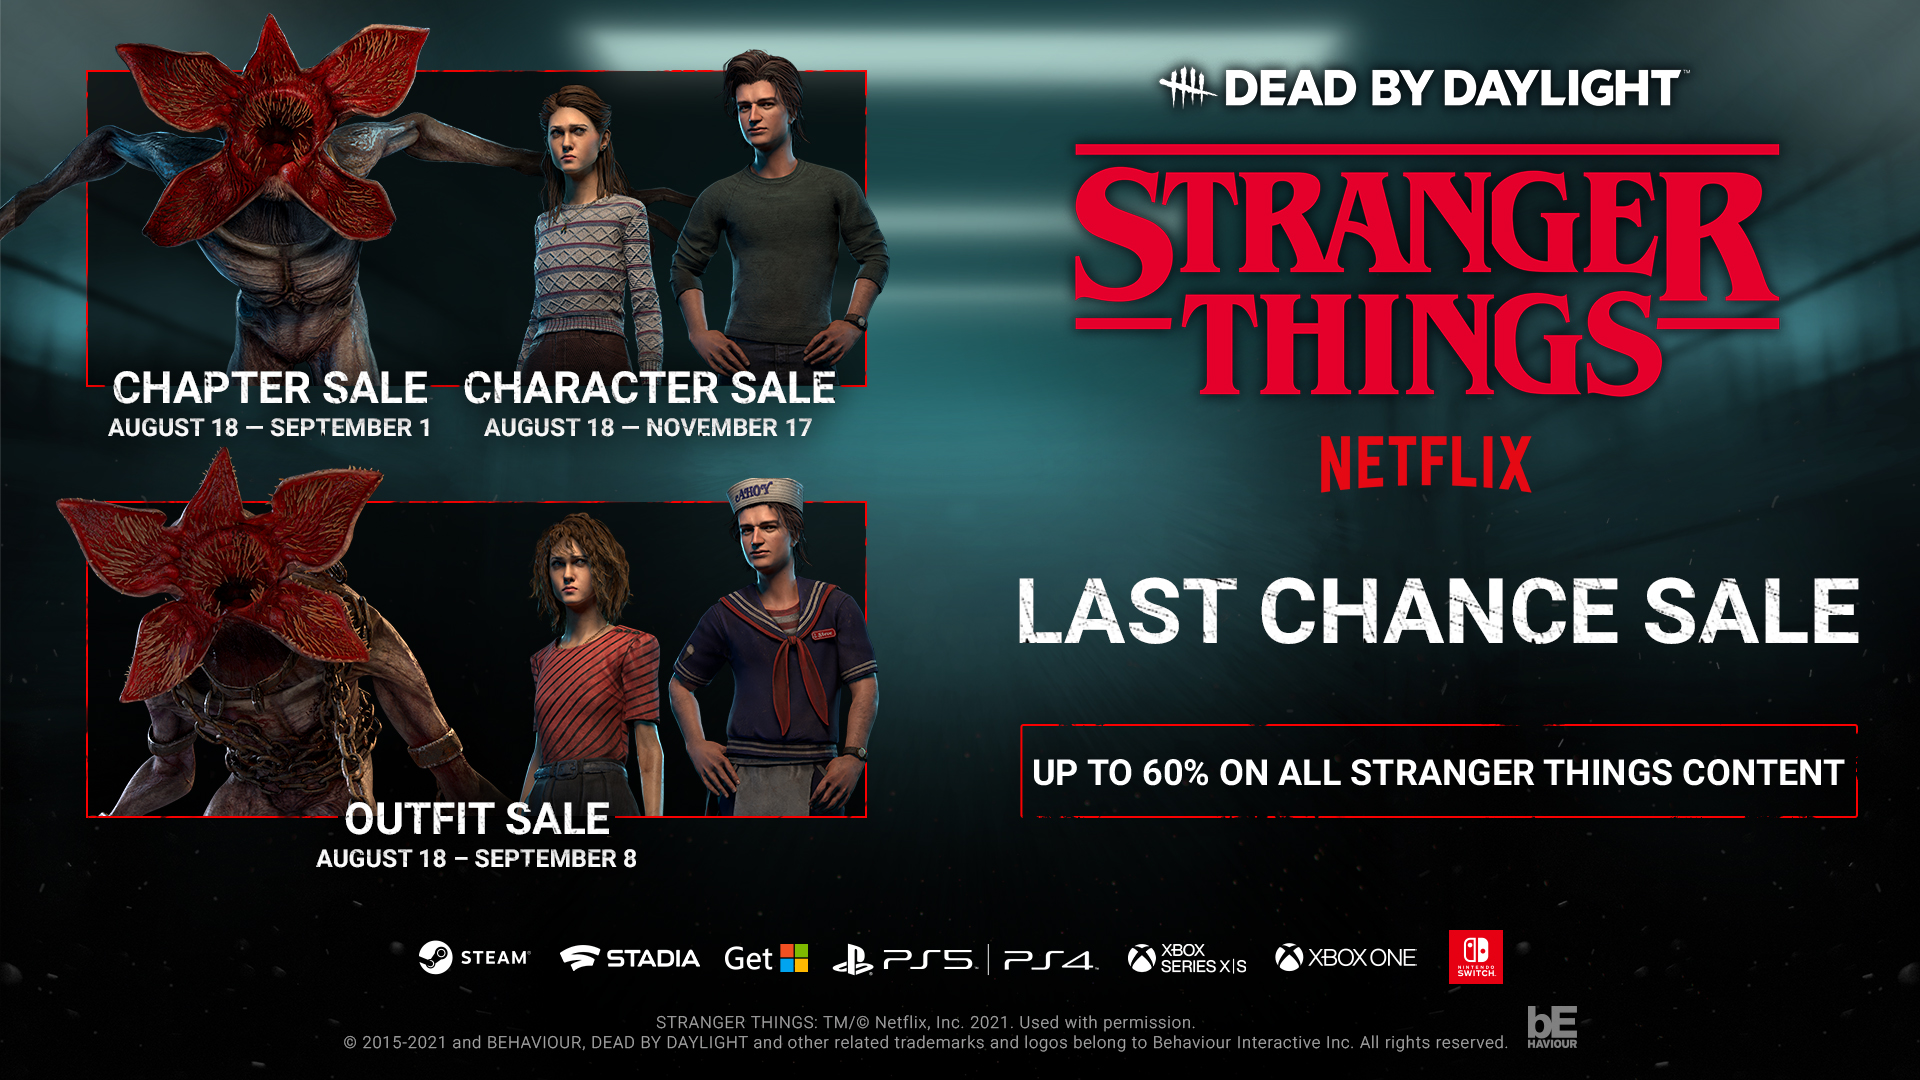 DEAD BY DAYLIGHT™
STRANGER
THINGS
NETFLIX
LAST CHANCE SALE
UP TO 60% ON ALL STRANGER THINGS CONTENT
CHAPTER SALE
AUGUST 18 — SEPTEMBER 1
CHARACTER SALE
AUGUST 18 — NOVEMBER 17
AHOY
Steve
OUTFIT SALE
AUGUST 18 – SEPTEMBER 8
STEAM
STADIA
Get
PS5
PS4
XBOX
SERIES X|S
XBOX ONE
NINTENDO
SWITCH
STRANGER THINGS: TM/© Netflix, Inc. 2021. Used with permission.
© 2015-2021 and BEHAVIOUR, DEAD BY DAYLIGHT and other related trademarks and logos belong to Behaviour Interactive Inc. All rights reserved.
bE
HAVIOUR